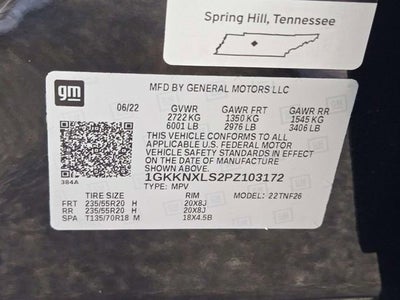 Spring Hill, Tennessee
gm
MFD BY GENERAL MOTORS LLC
06/22 GVWR GAWR FRT GAWR RR
2722 KG 1350 KG 1545 KG
6001 LB 2976 LB 3406 LB
THIS VEHICLE CONFORMS TO ALL
APPLICABLE U.S. FEDERAL MOTOR
VEHICLE SAFETY STANDARDS IN EFFECT
ON THE DATE OF MANUFACTURE
SHOWN ABOVE.
384A
1GKKNXLS2PZ103172
TYPE: MPV MODEL: 22TNF26
TIRE SIZE RIM
FRT 235/55R20 H 20X8J
RR 235/55R20 H 20X8J
SPA T135/70R18 M 18X4.5B